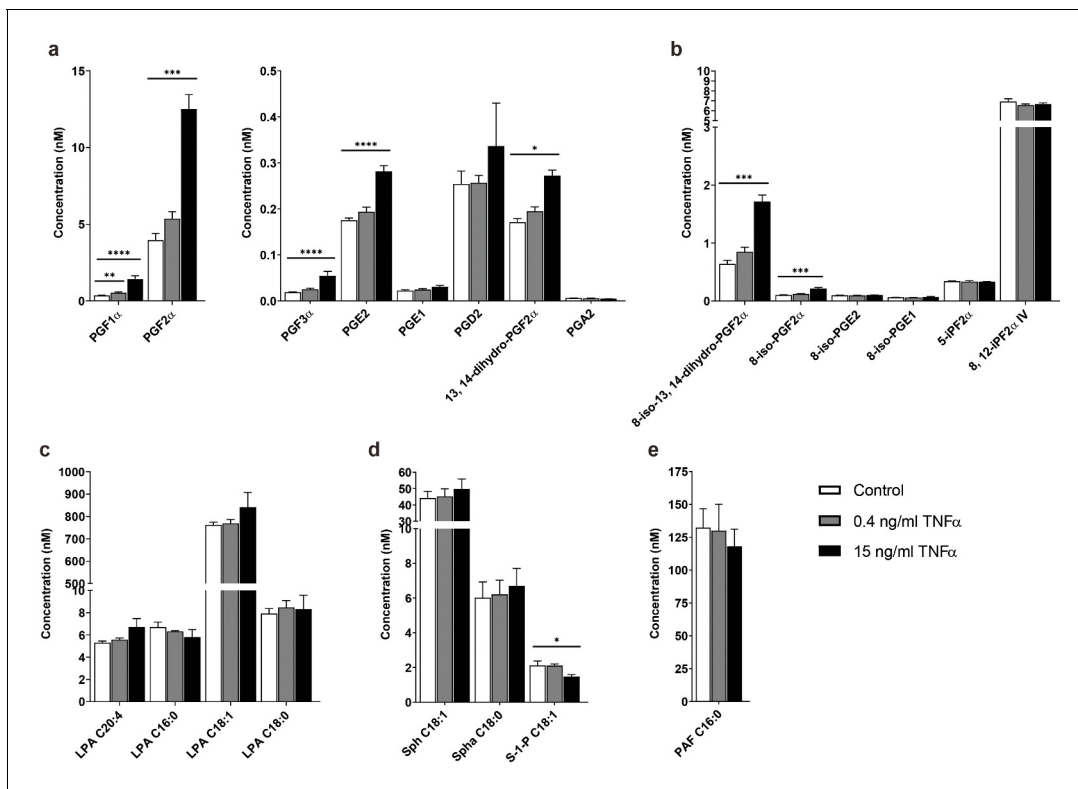 a
Concentration (nM)
15
10
5
0
**
****
***
PGF1α
PGF2α
Concentration (nM)
0.5
0.4
0.3
0.2
0.1
0.0
****
****
*
PGF3α
PGE2
PGE1
PGD2
13, 14-dihydro-PGF2α
PGA2
b
Concentration (nM)
10
9
8
7
6
5
3
2
1
0
***
***
8-iso-13, 14-dihydro-PGF2α
8-iso-PGF2α
8-iso-PGE2
8-iso-PGE1
5-iPF2α
8, 12-iPF2α IV
c
Concentration (nM)
1000
900
800
700
600
500
10
8
6
4
2
0
LPA C20:4
LPA C16:0
LPA C18:1
LPA C18:0
d
Concentration (nM)
60
50
40
30
20
10
8
6
4
2
0
*
Sph C18:1
Spha C18:0
S-1-P C18:1
e
Concentration (nM)
175
150
125
100
75
50
25
0
PAF C16:0
Control
0.4 ng/ml TNFα
15 ng/ml TNFα